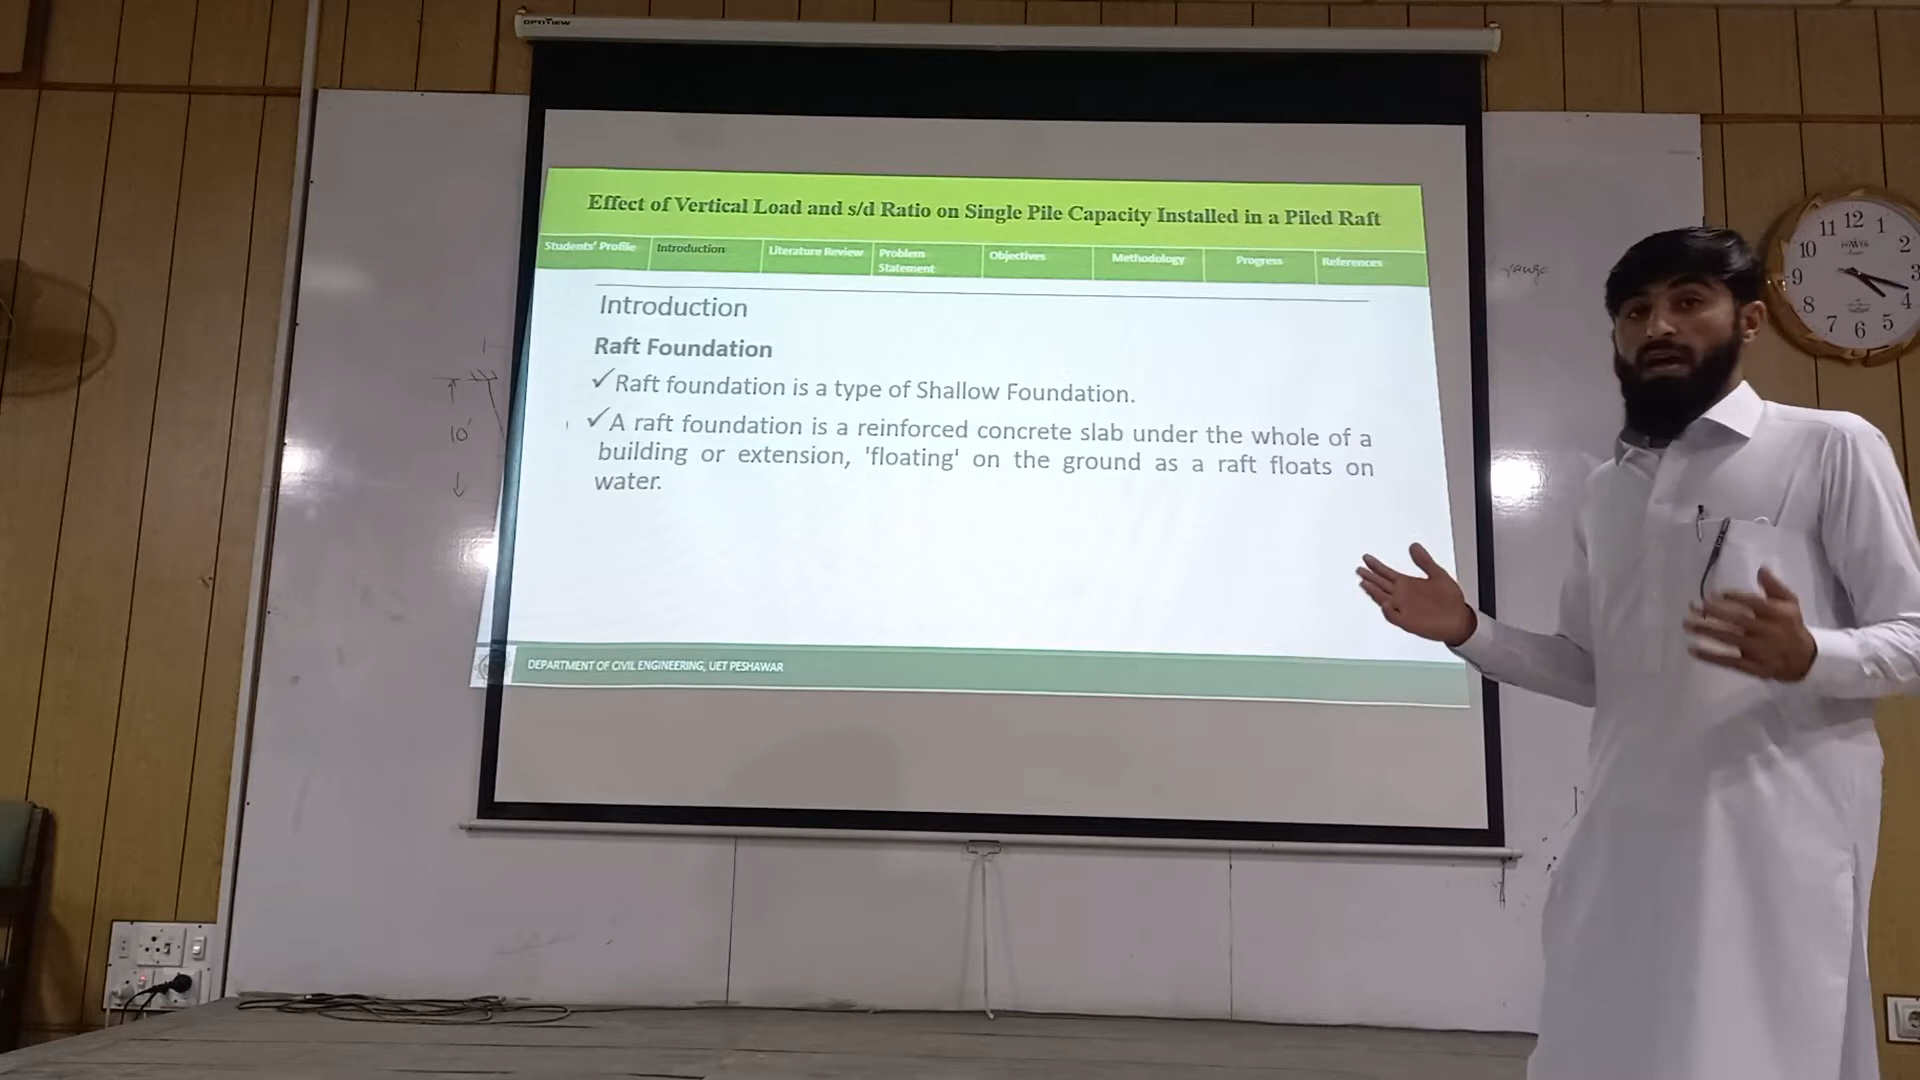 OPTIVIEW
Effect of Vertical Load and s/d Ratio on Single Pile Capacity Installed in a Piled Raft
Students' Profile
Introduction
Literature Review
Problem
Statement
Objectives
Methodology
Progress
References
Introduction
Raft Foundation
✓Raft foundation is a type of Shallow Foundation.
✓A raft foundation is a reinforced concrete slab under the whole of a
building or extension, 'floating' on the ground as a raft floats on
water.
DEPARTMENT OF CIVIL ENGINEERING, UET PESHAWAR
10'
12
1
2
3
4
5
6
7
8
9
10
11